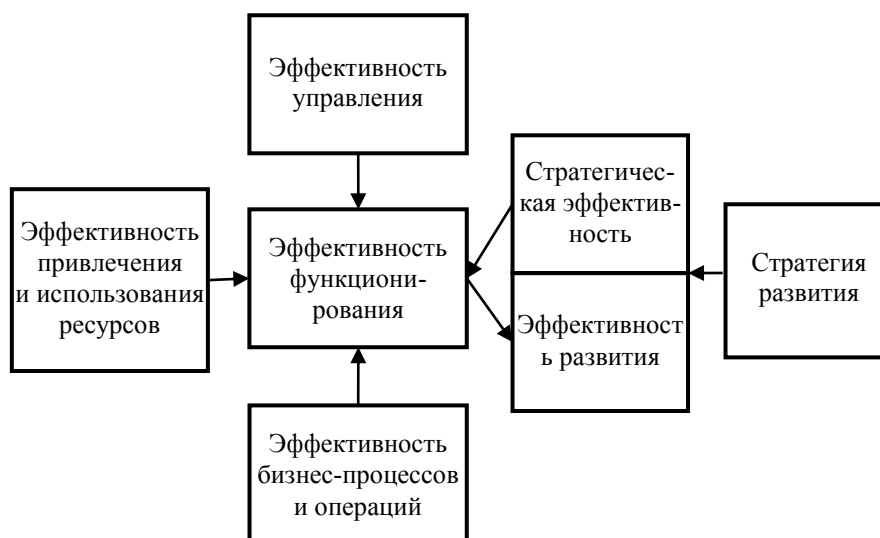 Эффективность
управления
Стратегичес-
кая эффектив-
ность
Эффективность
привлечения
и использования
ресурсов
Эффективность
функциони-
рования
Стратегия
развития
Эффективност
ь развития
Эффективность
бизнес-процессов
и операций